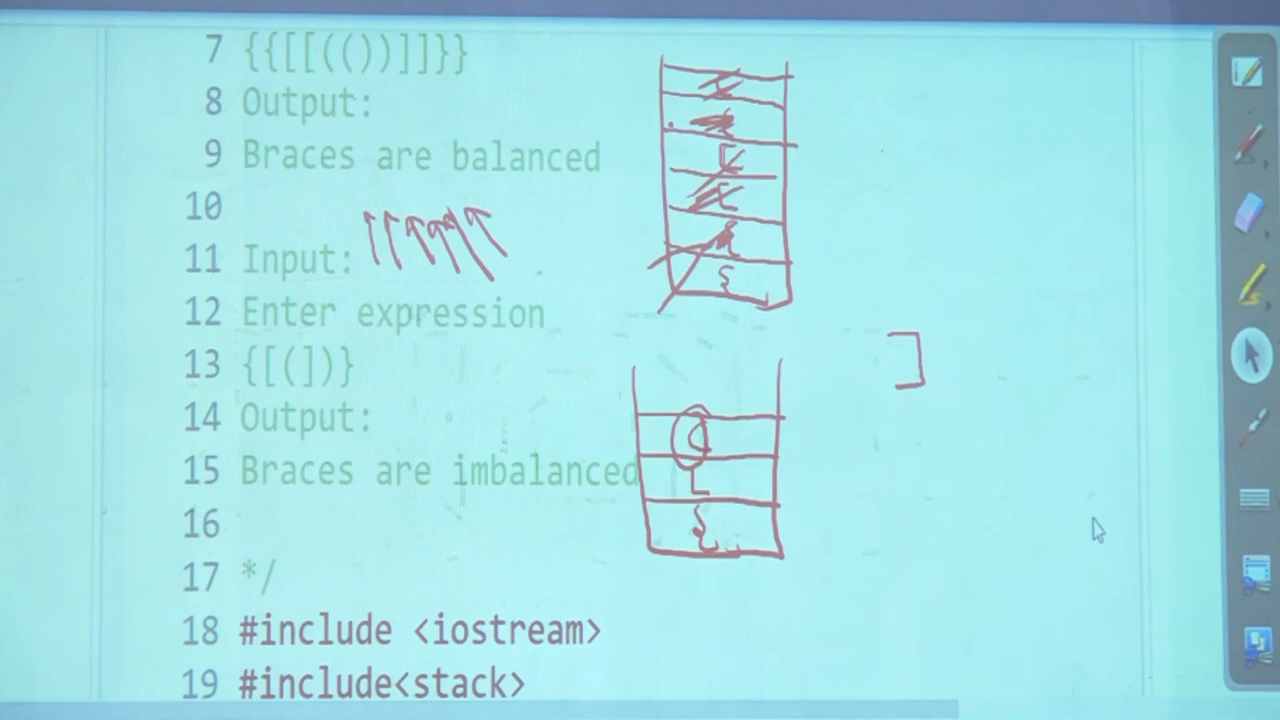 7 {{[[(())]]}}
8 Output:
9 Braces are balanced
10
11 Input:
12 Enter expression
13 {[(])}
14 Output:
15 Braces are imbalanced
16
17 */
18 #include <iostream>
19 #include<stack>
[
{
]
(
[
{